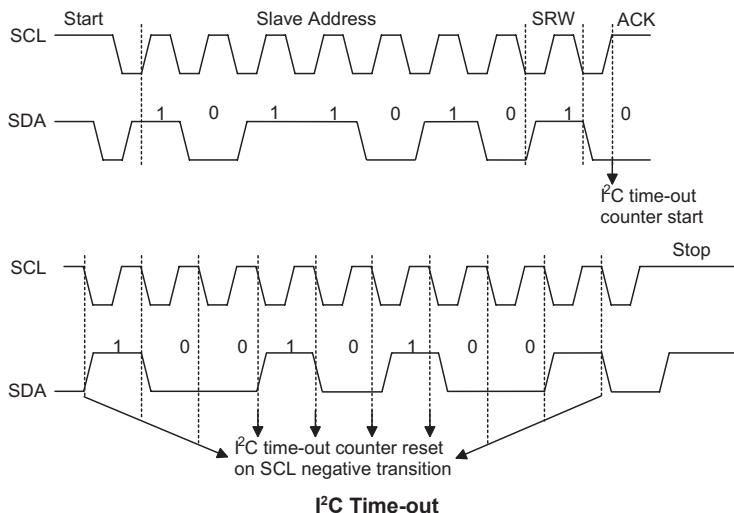 Start Slave Address SRW ACK
SCL
1 0 1 1 0 1 0 1 0
SDA
I²C time-out
counter start
Stop
SCL
1 0 0 1 0 1 0 0
SDA
I²C time-out counter reset
on SCL negative transition
I²C Time-out